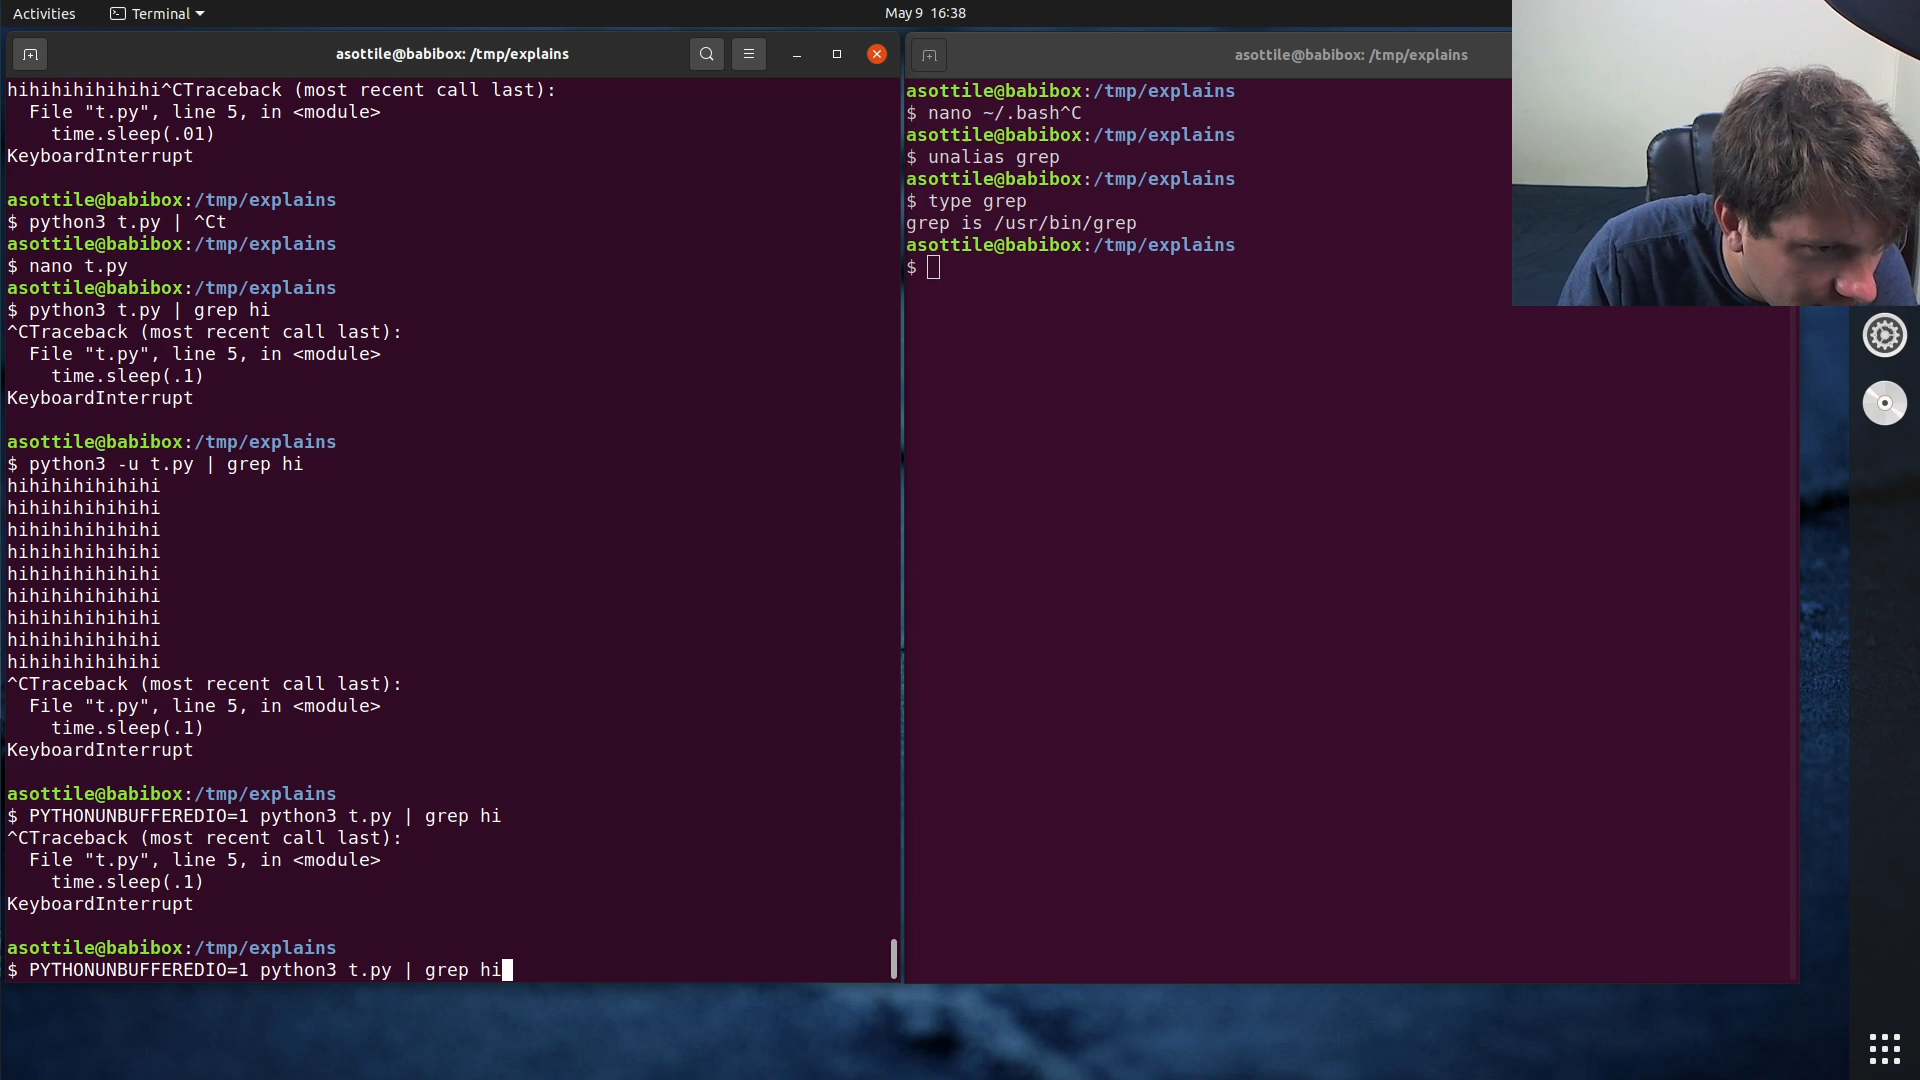 Activities
Terminal
May 9 16:38
asottile@babibox: /tmp/explains
hihihihihihihi^CTraceback (most recent call last):
  File "t.py", line 5, in <module>
    time.sleep(.01)
KeyboardInterrupt
asottile@babibox:/tmp/explains
$ python3 t.py | ^Ct
asottile@babibox:/tmp/explains
$ nano t.py
asottile@babibox:/tmp/explains
$ python3 t.py | grep hi
^CTraceback (most recent call last):
  File "t.py", line 5, in <module>
    time.sleep(.1)
KeyboardInterrupt
asottile@babibox:/tmp/explains
$ python3 -u t.py | grep hi
hihihihihihihi
hihihihihihihi
hihihihihihihi
hihihihihihihi
hihihihihihihi
hihihihihihihi
hihihihihihihi
hihihihihihihi
hihihihihihihi
^CTraceback (most recent call last):
  File "t.py", line 5, in <module>
    time.sleep(.1)
KeyboardInterrupt
asottile@babibox:/tmp/explains
$ PYTHONUNBUFFEREDIO=1 python3 t.py | grep hi
^CTraceback (most recent call last):
  File "t.py", line 5, in <module>
    time.sleep(.1)
KeyboardInterrupt
asottile@babibox:/tmp/explains
$ PYTHONUNBUFFEREDIO=1 python3 t.py | grep hi
asottile@babibox: /tmp/explains
asottile@babibox:/tmp/explains
$ nano ~/.bash^C
asottile@babibox:/tmp/explains
$ unalias grep
asottile@babibox:/tmp/explains
$ type grep
grep is /usr/bin/grep
asottile@babibox:/tmp/explains
$